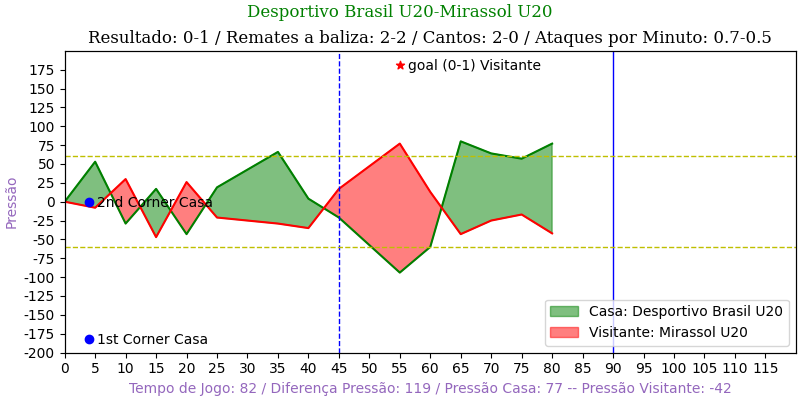 Desportivo Brasil U20-Mirassol U20
Resultado: 0-1 / Remates a baliza: 2-2 / Cantos: 2-0 / Ataques por Minuto: 0.7-0.5
Pressão
175
150
125
100
75
50
25
0
-25
-50
-75
-100
-125
-150
-175
-200
goal (0-1) Visitante
2nd Corner Casa
1st Corner Casa
Casa: Desportivo Brasil U20
Visitante: Mirassol U20
0 5 10 15 20 25 30 35 40 45 50 55 60 65 70 75 80 85 90 95 100 105 110 115
Tempo de Jogo: 82 / Diferença Pressão: 119 / Pressão Casa: 77 -- Pressão Visitante: -42